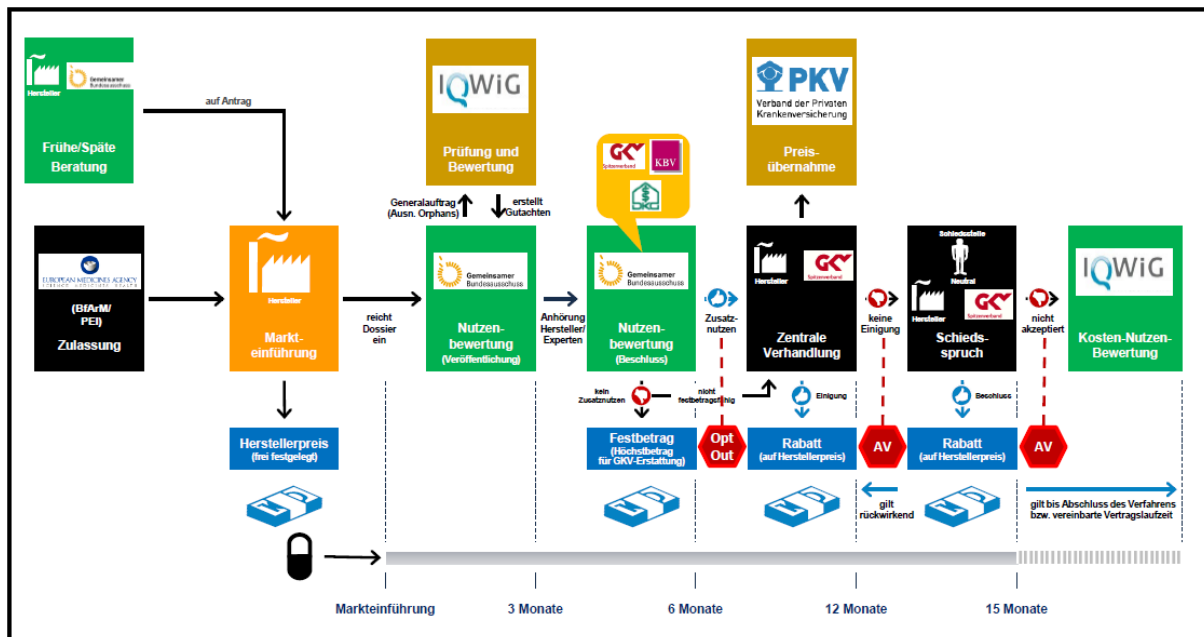 Hersteller
Gemeinsamer
Bundesausschuss
Frühe/Späte
Beratung
auf Antrag
IQWiG
Prüfung und
Bewertung
PKV
Verband der Privaten
Krankenversicherung
Preis-
übernahme
GKV
Spitzenverband
KBV
DKG
Generalauftrag
(Ausn. Orphans)
erstellt
Gutachten
EUROPEAN MEDICINES AGENCY
SCIENCE MEDICINES HEALTH
(BfArM/
PEI)
Zulassung
Hersteller
Markt-
einführung
reicht
Dossier
ein
Gemeinsamer
Bundesausschuss
Nutzen-
bewertung
(Veröffentlichung)
Anhörung
Hersteller/
Experten
Gemeinsamer
Bundesausschuss
Nutzen-
bewertung
(Beschluss)
Zusatz-
nutzen
Hersteller
GKV
Spitzenverband
Zentrale
Verhandlung
keine
Einigung
Schiedsstelle
Neutral
Hersteller
GKV
Spitzenverband
Schieds-
spruch
nicht
akzeptiert
IQWiG
Kosten-Nutzen-
Bewertung
kein
Zusatznutzen
nicht
festbetragsfähig
Einigung
Beschluss
Herstellerpreis
(frei festgelegt)
Festbetrag
(Höchstbetrag
für GKV-Erstattung)
Opt
Out
Rabatt
(auf Herstellerpreis)
AV
Rabatt
(auf Herstellerpreis)
AV
gilt
rückwirkend
gilt bis Abschluss des Verfahrens
bzw. vereinbarte Vertragslaufzeit
Markteinführung
3 Monate
6 Monate
12 Monate
15 Monate